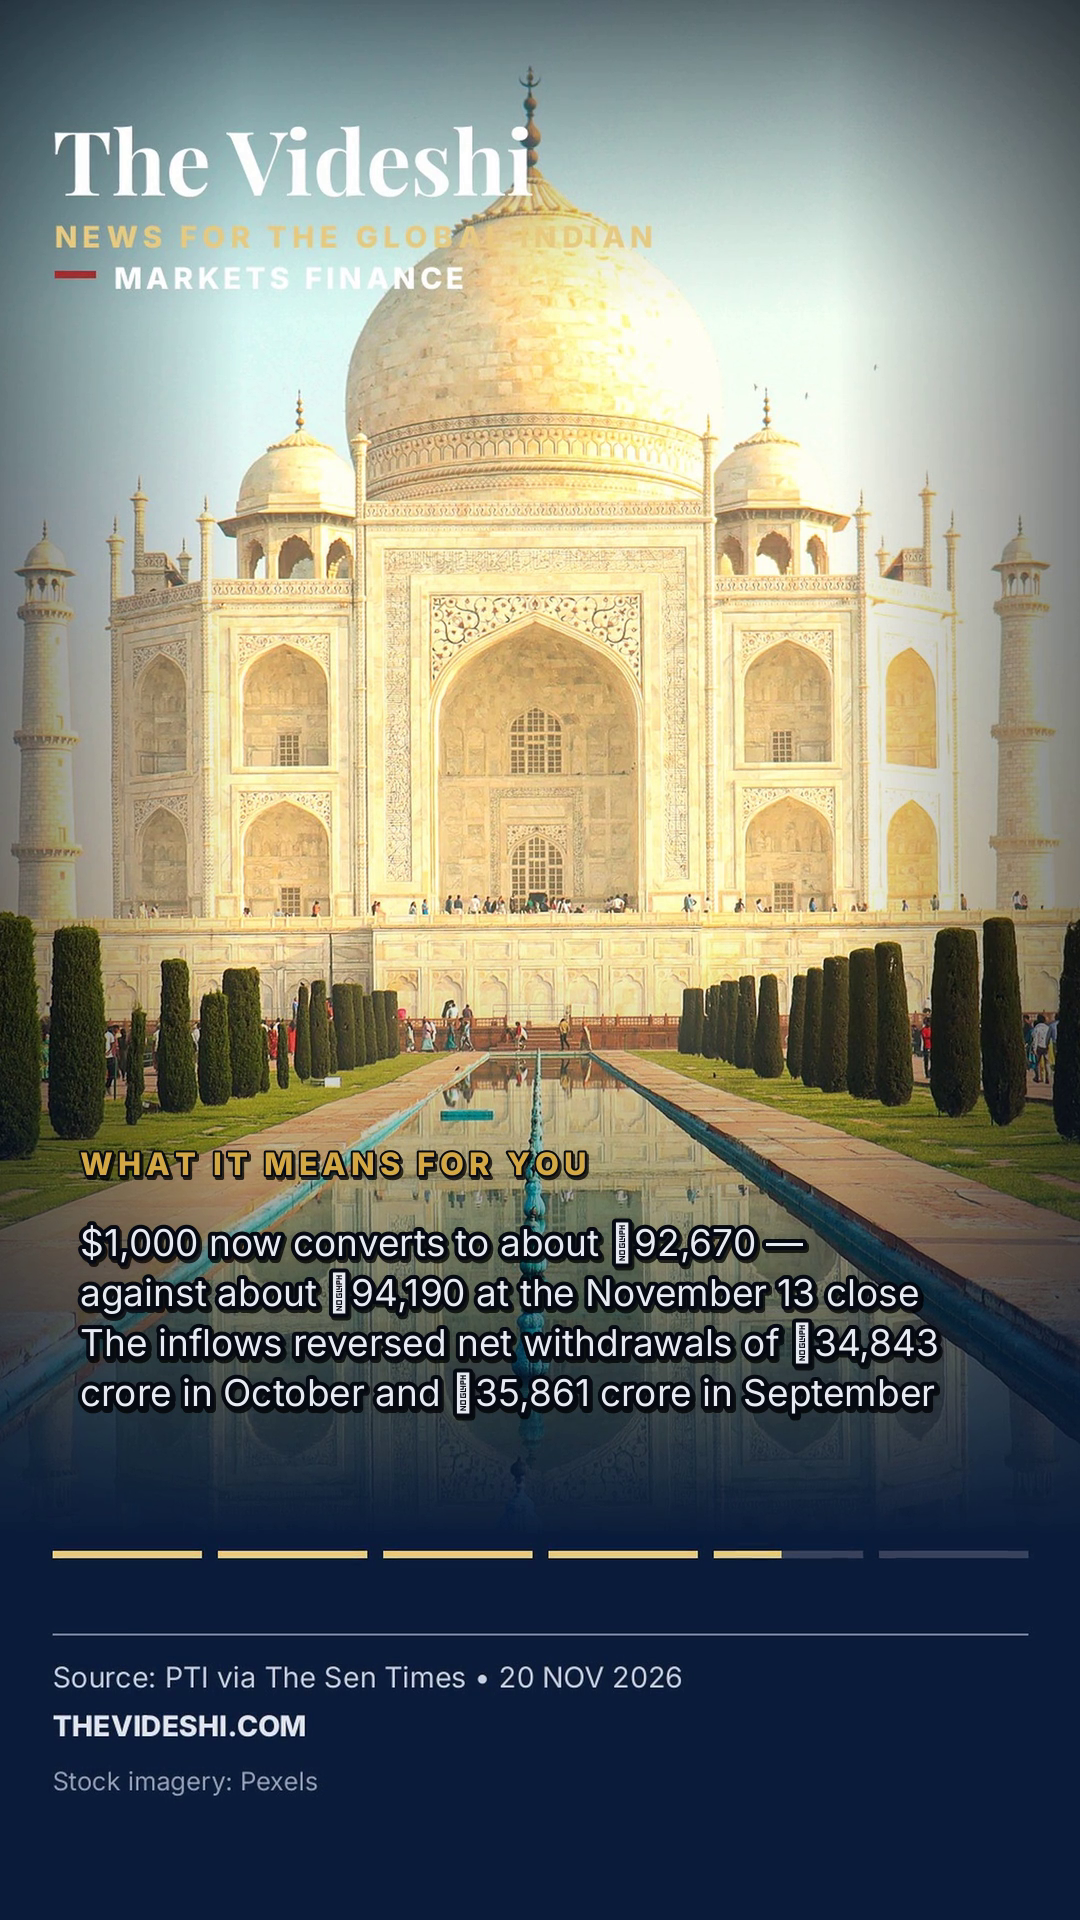 The Videshi
NEWS FOR THE GLOBAL INDIAN
MARKETS FINANCE
WHAT IT MEANS FOR YOU
$1,000 now converts to about 92,670 —
against about 94,190 at the November 13 close
The inflows reversed net withdrawals of 34,843
crore in October and 35,861 crore in September
Source: PTI via The Sen Times • 20 NOV 2026
THEVIDESHI.COM
Stock imagery: Pexels